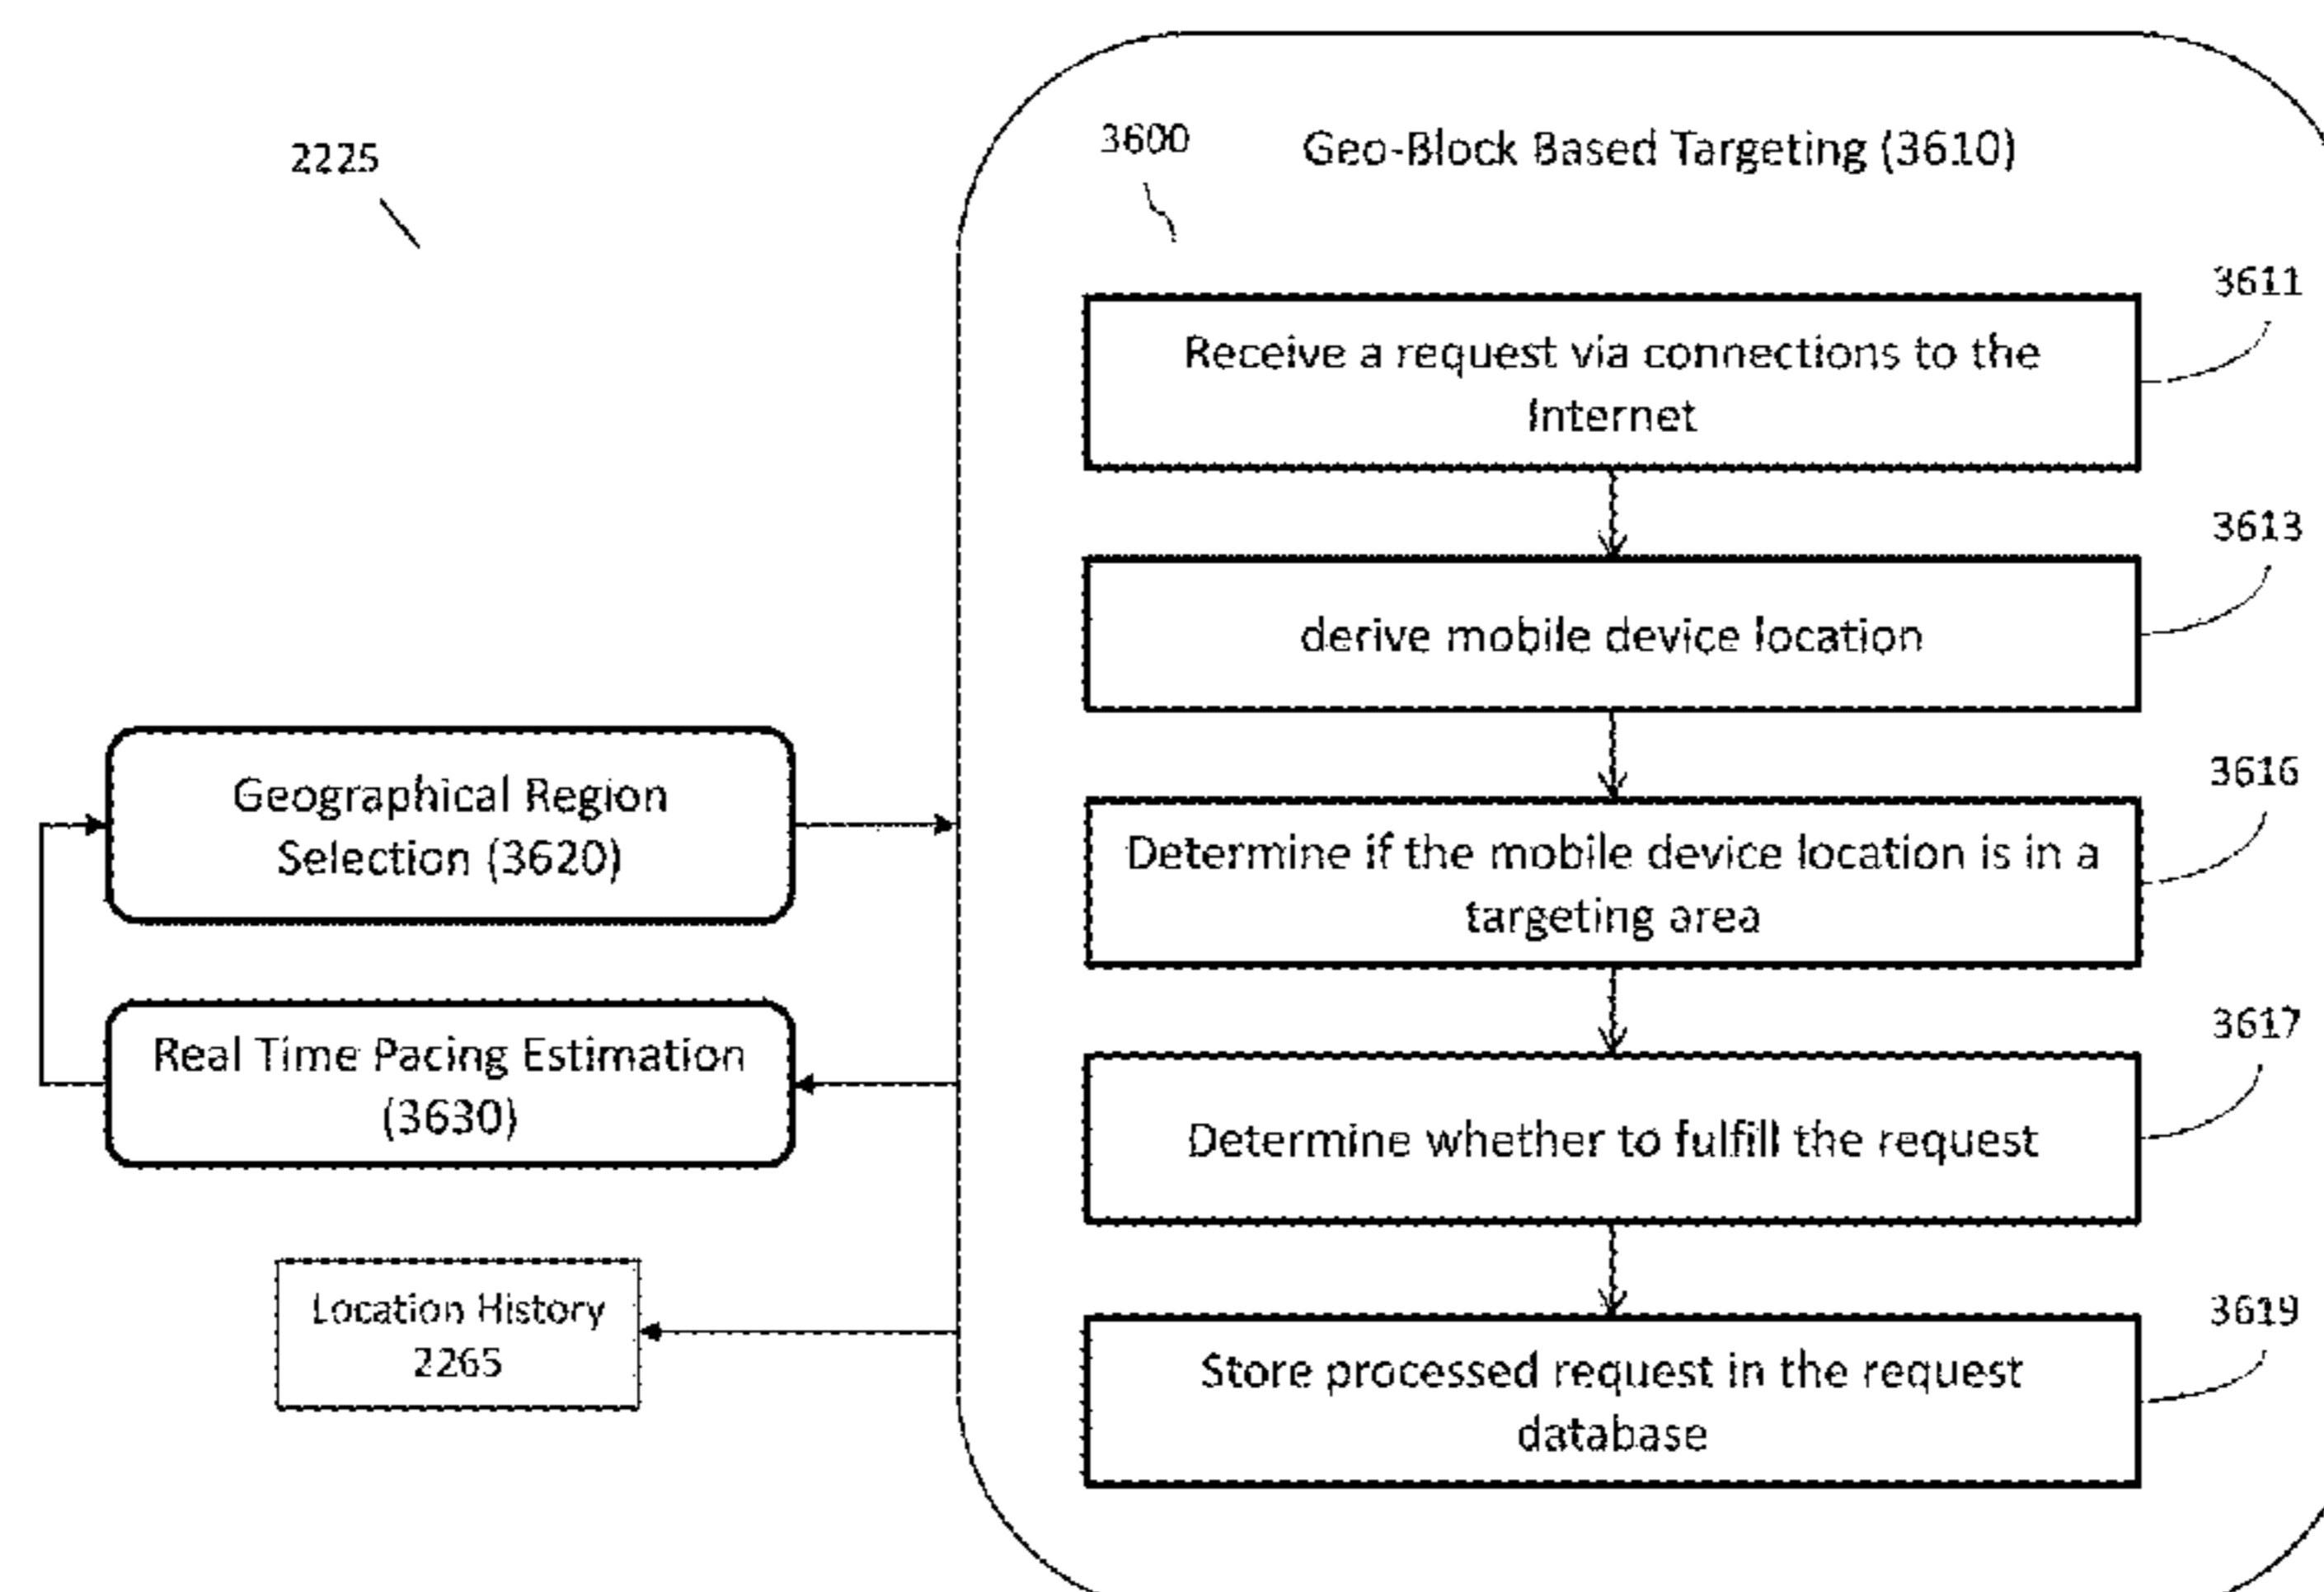 2225
3600
Geo-Block Based Targeting (3610)
3611
Receive a request via connections to the
Internet
3613
derive mobile device location
3616
Determine if the mobile device location is in a
targeting area
3617
Determine whether to fulfill the request
3619
Store processed request in the request
database
Geographical Region
Selection (3620)
Real Time Pacing Estimation
(3630)
Location History
2265